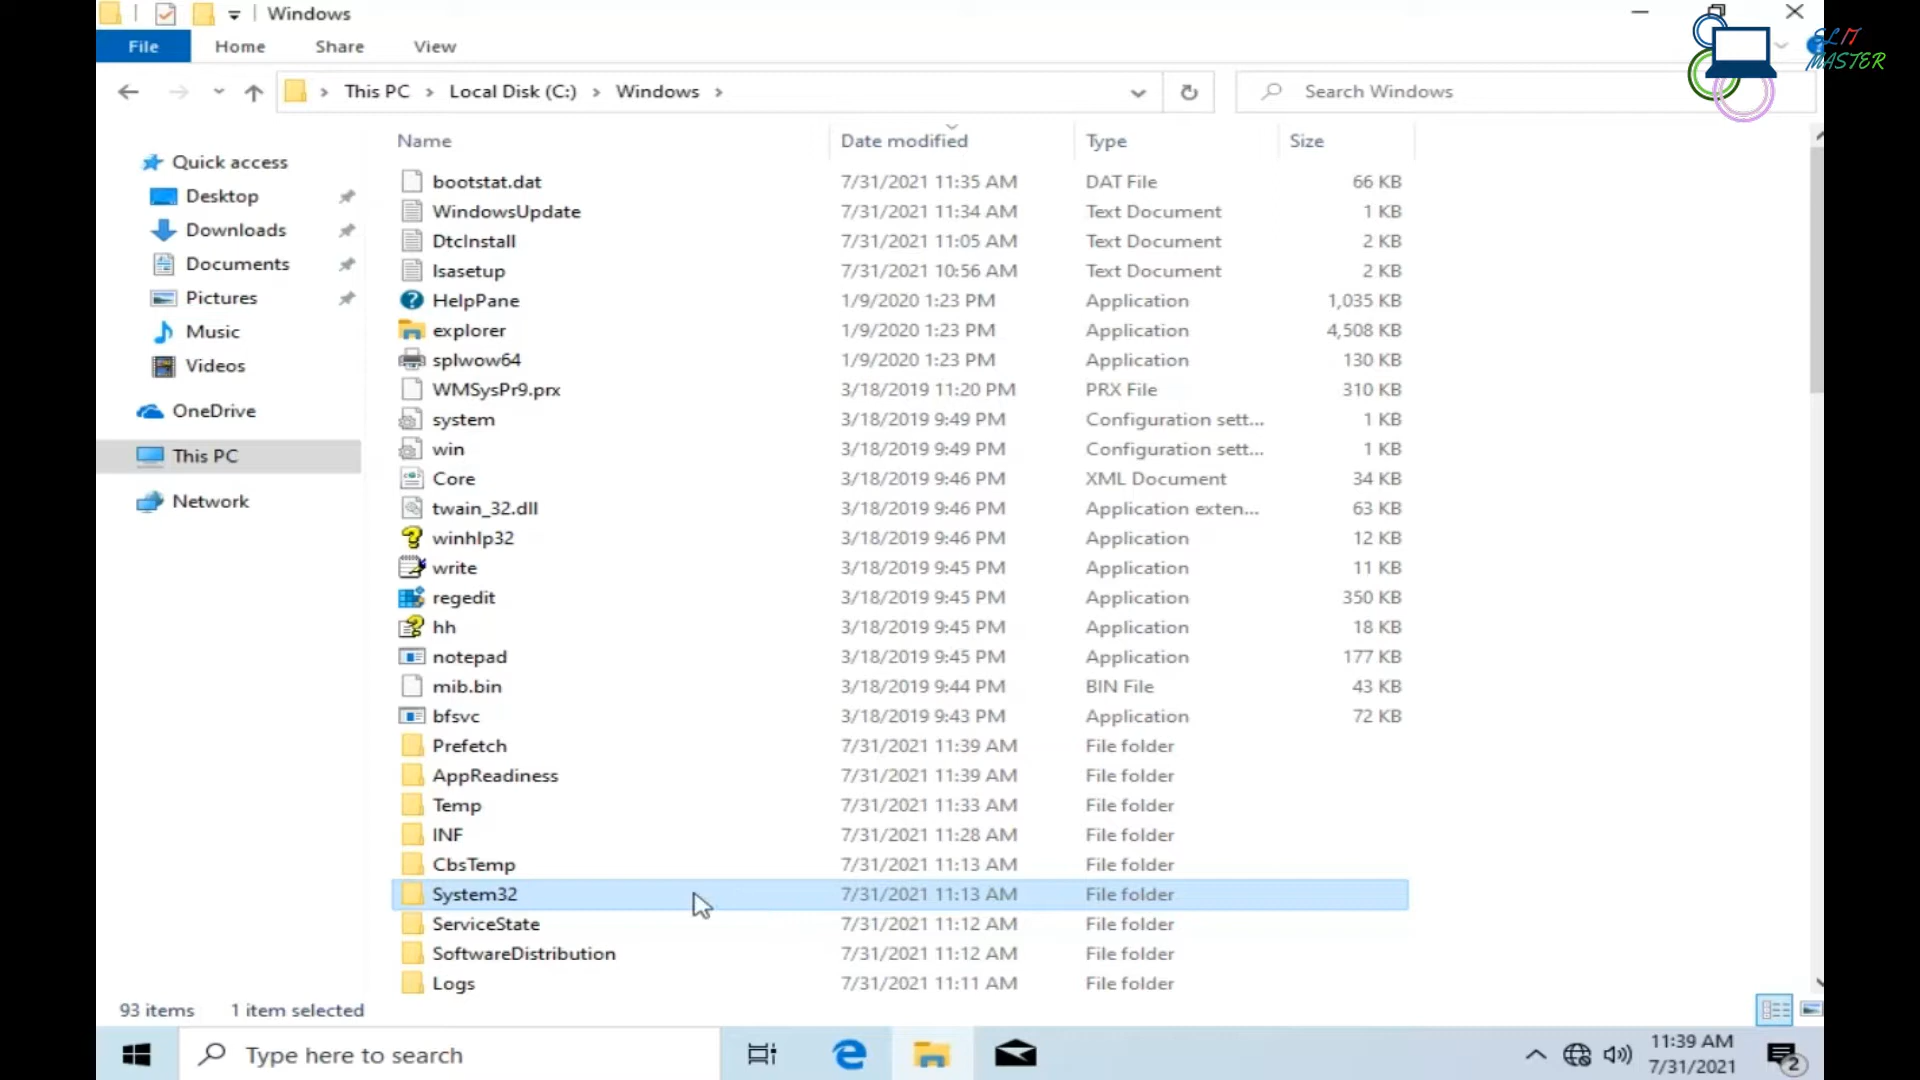 Windows
File Home Share View
This PC Local Disk (C:) Windows
Search Windows
EL IT
MASTER
Name Date modified Type Size
Quick access
Desktop
Downloads
Documents
Pictures
Music
Videos
OneDrive
This PC
Network
bootstat.dat 7/31/2021 11:35 AM DAT File 66 KB
WindowsUpdate 7/31/2021 11:34 AM Text Document 1 KB
DtcInstall 7/31/2021 11:05 AM Text Document 2 KB
lsasetup 7/31/2021 10:56 AM Text Document 2 KB
HelpPane 1/9/2020 1:23 PM Application 1,035 KB
explorer 1/9/2020 1:23 PM Application 4,508 KB
splwow64 1/9/2020 1:23 PM Application 130 KB
WMSysPr9.prx 3/18/2019 11:20 PM PRX File 310 KB
system 3/18/2019 9:49 PM Configuration sett... 1 KB
win 3/18/2019 9:49 PM Configuration sett... 1 KB
Core 3/18/2019 9:46 PM XML Document 34 KB
twain_32.dll 3/18/2019 9:46 PM Application exten... 63 KB
winhlp32 3/18/2019 9:46 PM Application 12 KB
write 3/18/2019 9:45 PM Application 11 KB
regedit 3/18/2019 9:45 PM Application 350 KB
hh 3/18/2019 9:45 PM Application 18 KB
notepad 3/18/2019 9:45 PM Application 177 KB
mib.bin 3/18/2019 9:44 PM BIN File 43 KB
bfsvc 3/18/2019 9:43 PM Application 72 KB
Prefetch 7/31/2021 11:39 AM File folder
AppReadiness 7/31/2021 11:39 AM File folder
Temp 7/31/2021 11:33 AM File folder
INF 7/31/2021 11:28 AM File folder
CbsTemp 7/31/2021 11:13 AM File folder
System32 7/31/2021 11:13 AM File folder
ServiceState 7/31/2021 11:12 AM File folder
SoftwareDistribution 7/31/2021 11:12 AM File folder
Logs 7/31/2021 11:11 AM File folder
93 items 1 item selected
Type here to search
11:39 AM
7/31/2021
2